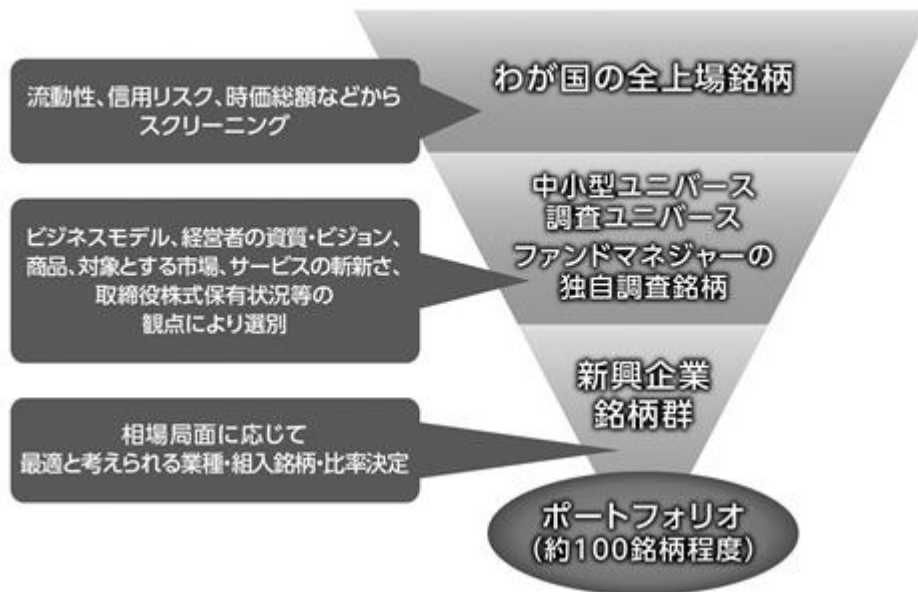 わが国の全上場銘柄
流動性、信用リスク、時価総額などから
スクリーニング
中小型ユニバース
調査ユニバース
ファンドマネジャーの
独自調査銘柄
ビジネスモデル、経営者の資質・ビジョン、
商品、対象とする市場、サービスの斬新さ、
取締役株式保有状況等の
観点により選別
新興企業
銘柄群
相場局面に応じて
最適と考えられる業種・組入銘柄・比率決定
ポートフォリオ
(約100銘柄程度)